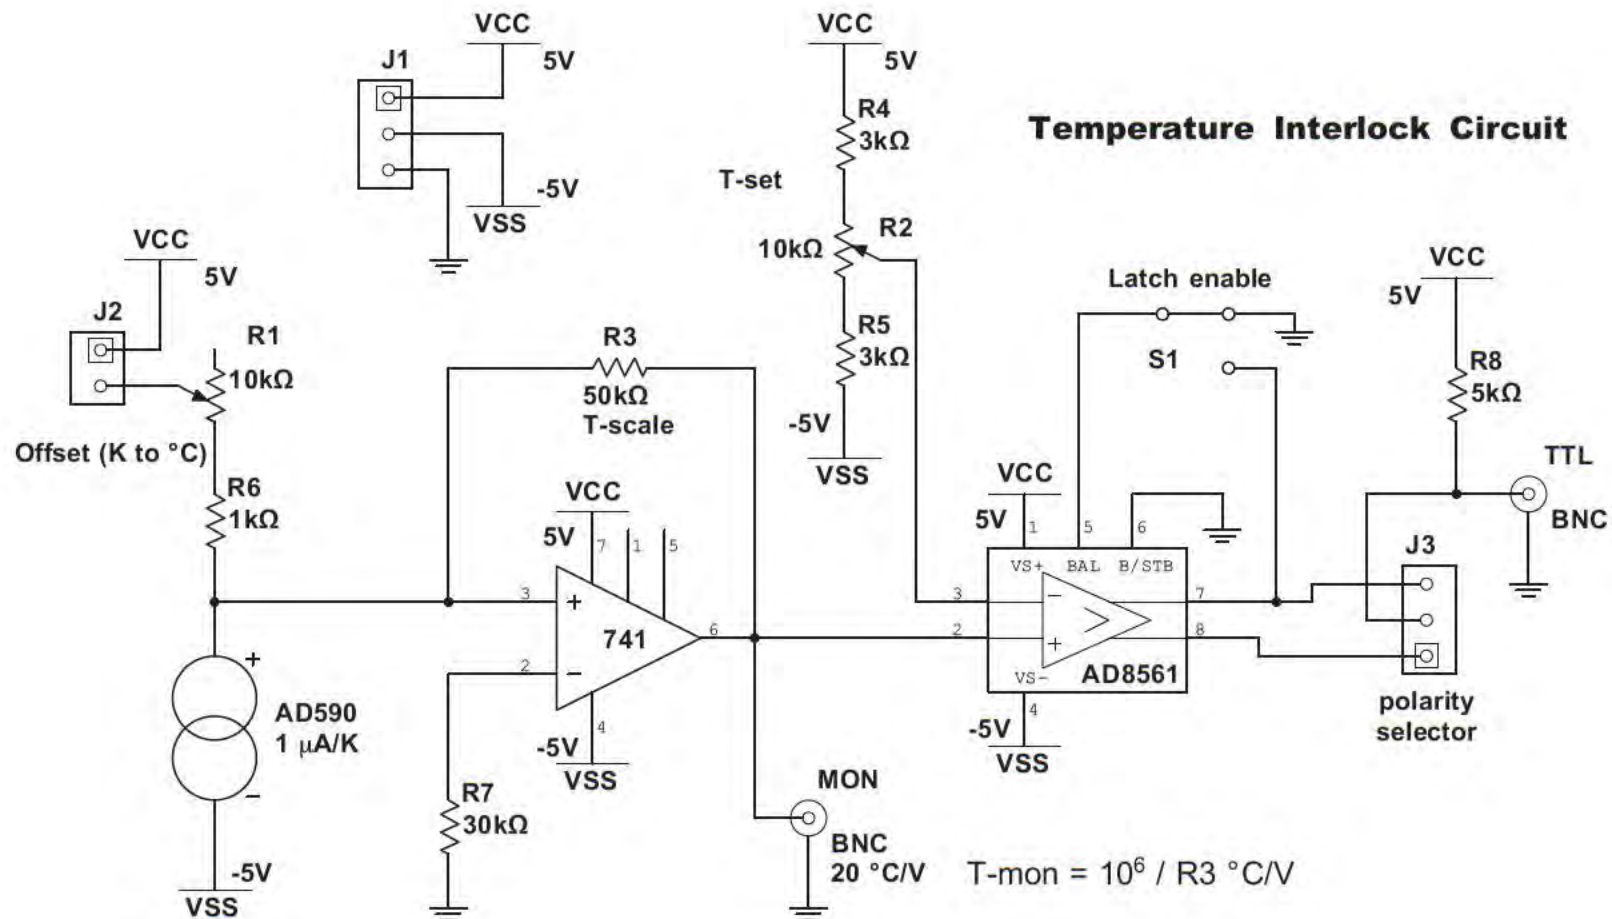 VCC
5V
J1
-5V
VSS
VCC
5V
R4
3kΩ
T-set
R2
10kΩ
R5
3kΩ
-5V
VSS
Temperature Interlock Circuit
VCC
5V
J2
R1
10kΩ
Offset (K to °C)
R6
1kΩ
R3
50kΩ
T-scale
VCC
5V
7
1
5
3
+
741
6
2
-
4
-5V
VSS
+
AD590
1 μA/K
-
-5V
VSS
R7
30kΩ
MON
BNC
20 °C/V
T-mon = 10⁶ / R3 °C/V
Latch enable
S1
VCC
5V
1
5
6
VS+
BAL
B/STB
3
-
7
2
+
8
>
VS-
AD8561
4
-5V
VSS
VCC
5V
R8
5kΩ
TTL
BNC
J3
polarity
selector